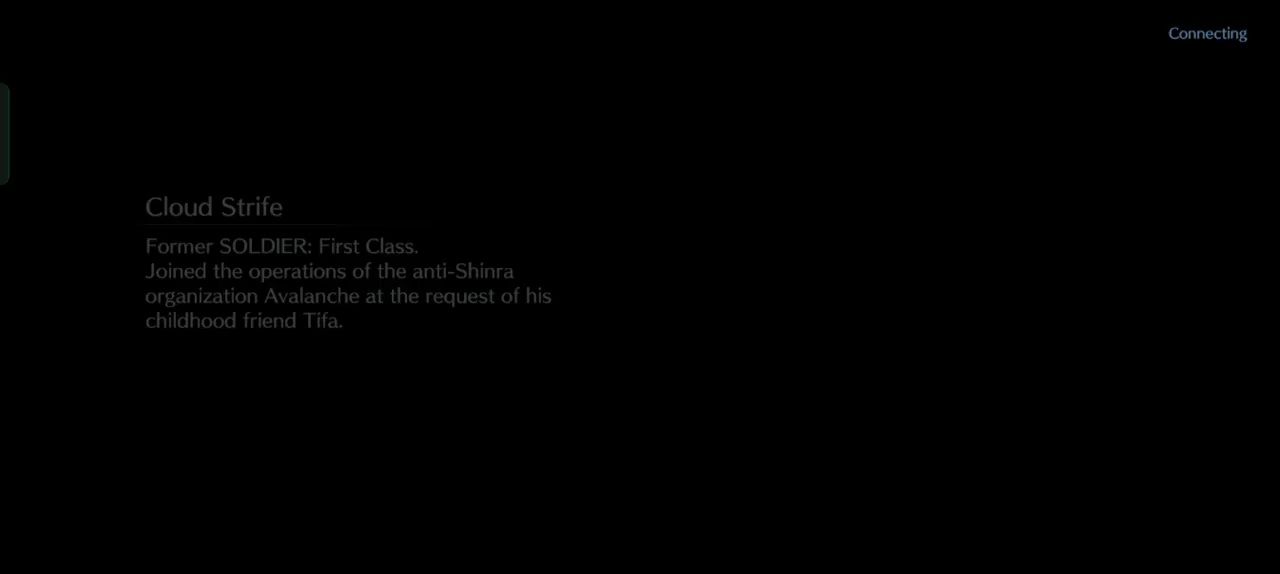 Connecting
Cloud Strife
Former SOLDIER: First Class.
Joined the operations of the anti-Shinra
organization Avalanche at the request of his
childhood friend Tifa.